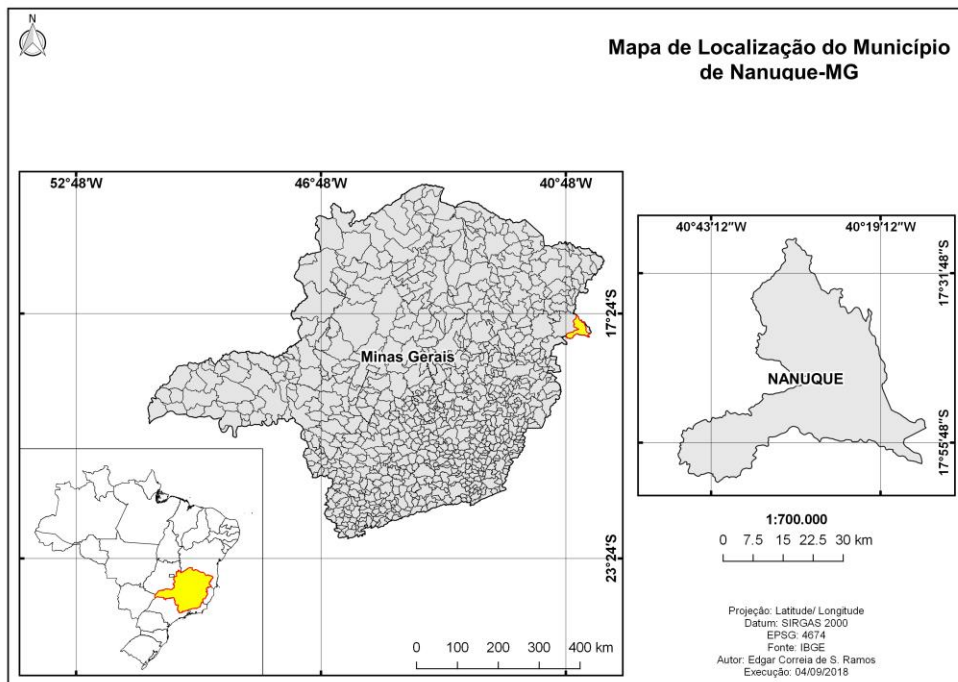 N
Mapa de Localização do Município
de Nanuque-MG
52°48'W
46°48'W
40°48'W
17°24'S
23°24'S
Minas Gerais
0 100 200 300 400 km
40°43'12"W
40°19'12"W
17°31'48"S
17°55'48"S
NANUQUE
1:700.000
0 7.5 15 22.5 30 km
Projeção: Latitude/ Longitude
Datum: SIRGAS 2000
EPSG: 4674
Fonte: IBGE
Autor: Edgar Correia de S. Ramos
Execução: 04/09/2018